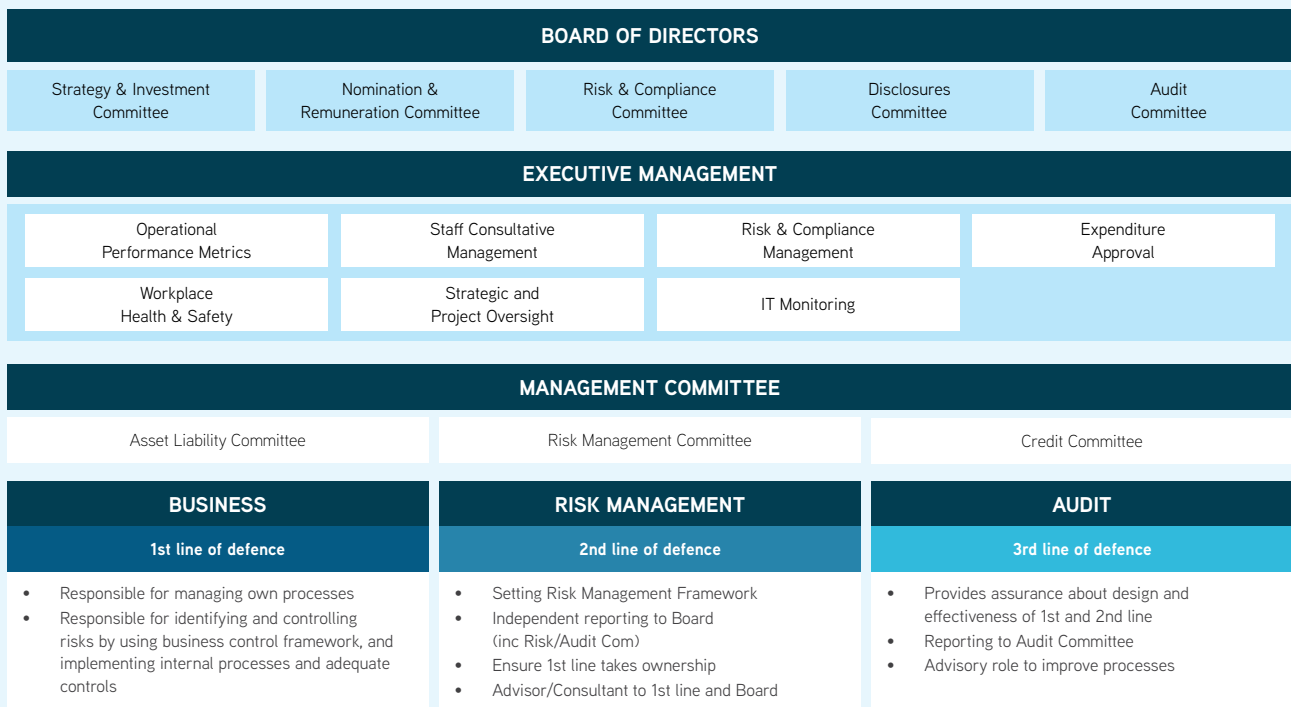 BOARD OF DIRECTORS
Strategy & Investment
Committee
Nomination &
Remuneration Committee
Risk & Compliance
Committee
Disclosures
Committee
Audit
Committee
EXECUTIVE MANAGEMENT
Operational
Performance Metrics
Staff Consultative
Management
Risk & Compliance
Management
Expenditure
Approval
Workplace
Health & Safety
Strategic and
Project Oversight
IT Monitoring
MANAGEMENT COMMITTEE
Asset Liability Committee
Risk Management Committee
Credit Committee
BUSINESS
1st line of defence
• Responsible for managing own processes
• Responsible for identifying and controlling
risks by using business control framework, and
implementing internal processes and adequate
controls
RISK MANAGEMENT
2nd line of defence
• Setting Risk Management Framework
• Independent reporting to Board
(inc Risk/Audit Com)
• Ensure 1st line takes ownership
• Advisor/Consultant to 1st line and Board
AUDIT
3rd line of defence
• Provides assurance about design and
effectiveness of 1st and 2nd line
• Reporting to Audit Committee
• Advisory role to improve processes